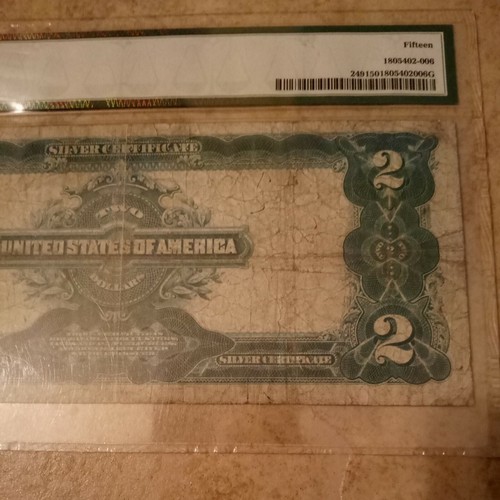 Fifteen
1805402-006
2491501805402006G
SILVER CERTIFICATE
2
TWO
UNITED STATES OF AMERICA
DOLLARS
2
SILVER CERTIFICATE